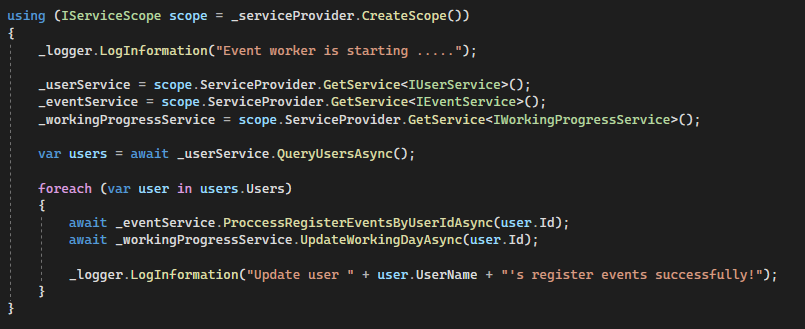 using (IServiceScope scope = _serviceProvider.CreateScope())
{
    _logger.LogInformation("Event worker is starting .....");
    _userService = scope.ServiceProvider.GetService<IUserService>();
    _eventService = scope.ServiceProvider.GetService<IEventService>();
    _workingProgressService = scope.ServiceProvider.GetService<IWorkingProgressService>();
    var users = await _userService.QueryUsersAsync();
    foreach (var user in users.Users)
    {
        await _eventService.ProccessRegisterEventsByUserIdAsync(user.Id);
        await _workingProgressService.UpdateWorkingDayAsync(user.Id);
        _logger.LogInformation("Update user " + user.UserName + "'s register events successfully!");
    }
}